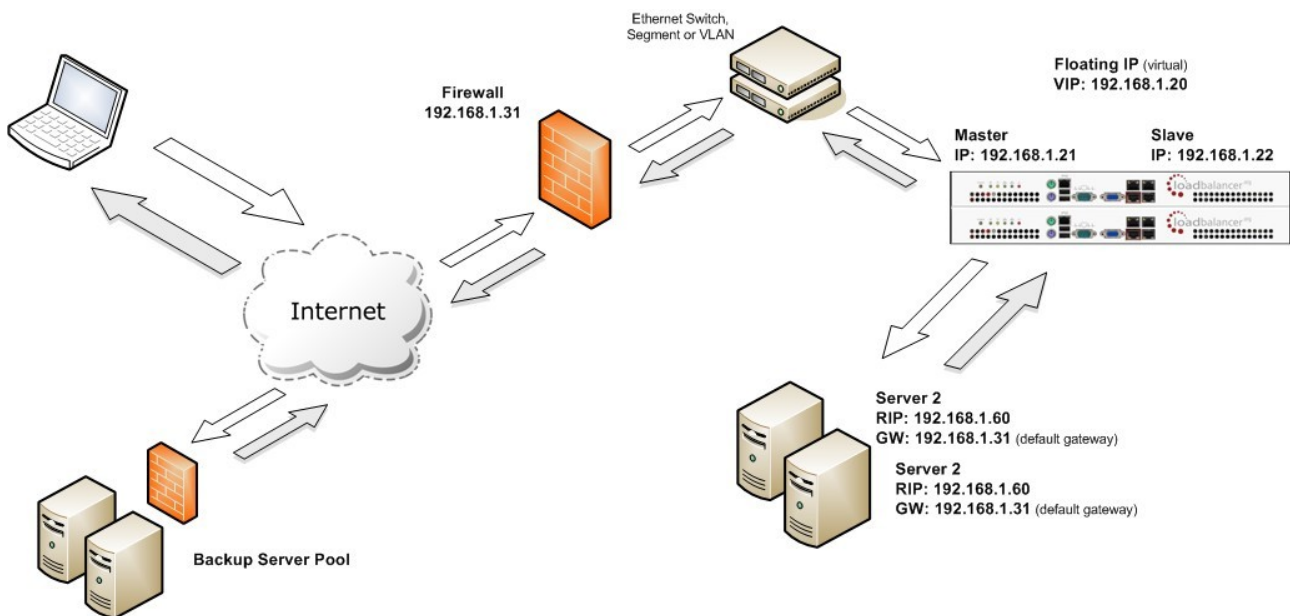 Ethernet Switch,
Segment or VLAN
Floating IP (virtual)
VIP: 192.168.1.20
Firewall
192.168.1.31
Master
IP: 192.168.1.21
Slave
IP: 192.168.1.22
loadbalancer
loadbalancer
Internet
Server 2
RIP: 192.168.1.60
GW: 192.168.1.31 (default gateway)
Server 2
RIP: 192.168.1.60
GW: 192.168.1.31 (default gateway)
Backup Server Pool